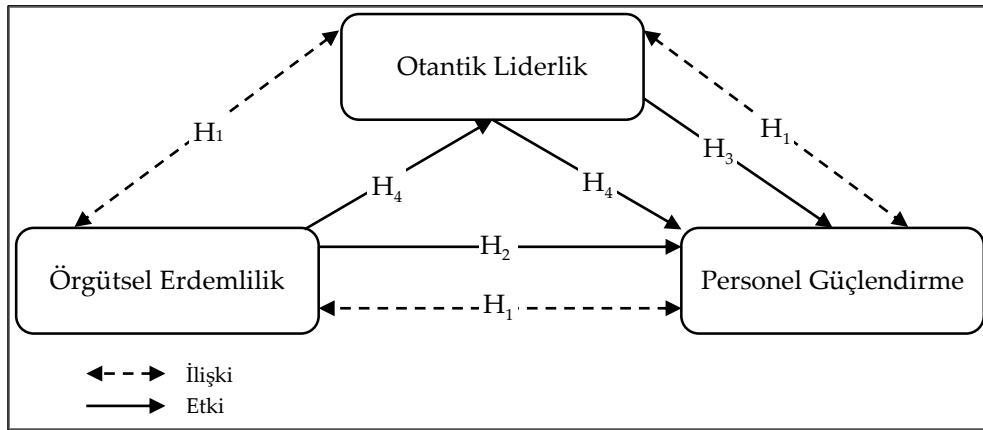 Otantik Liderlik
H1
H1
H3
H4
H4
H2
Örgütsel Erdemlilik
Personel Güçlendirme
H1
İlişki
Etki